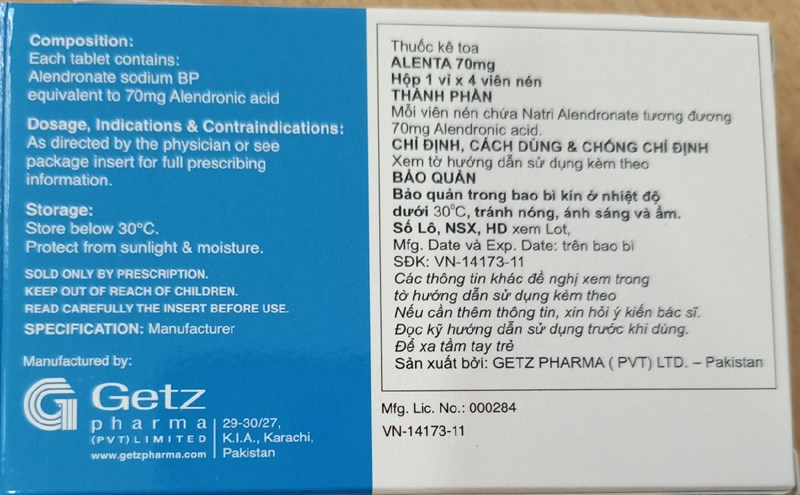 Composition:
Each tablet contains:
Alendronate sodium BP
equivalent to 70mg Alendronic acid
Dosage, Indications & Contraindications:
As directed by the physician or see
package insert for full prescribing
information.
Storage:
Store below 30°C.
Protect from sunlight & moisture.
SOLD ONLY BY PRESCRIPTION.
KEEP OUT OF REACH OF CHILDREN.
READ CAREFULLY THE INSERT BEFORE USE.
SPECIFICATION: Manufacturer
Manufactured by:
Getz
pharma
(PVT) LIMITED
www.getzpharma.com
29-30/27,
K.I.A., Karachi,
Pakistan
Thuốc kê toa
ALENTA 70mg
Hộp 1 vỉ x 4 viên nén
THÀNH PHẦN
Mỗi viên nén chứa Natri Alendronate tương đương
70mg Alendronic acid.
CHỈ ĐỊNH, CÁCH DÙNG & CHỐNG CHỈ ĐỊNH
Xem tờ hướng dẫn sử dụng kèm theo
BẢO QUẢN
Bảo quản trong bao bì kín ở nhiệt độ
dưới 30°C, tránh nóng, ánh sáng và ẩm.
Số Lô, NSX, HD xem Lot,
Mfg. Date và Exp. Date: trên bao bì
SĐK: VN-14173-11
Các thông tin khác đề nghị xem trong
tờ hướng dẫn sử dụng kèm theo
Nếu cần thêm thông tin, xin hỏi ý kiến bác sĩ.
Đọc kỹ hướng dẫn sử dụng trước khi dùng.
Để xa tầm tay trẻ
Sản xuất bởi: GETZ PHARMA ( PVT) LTD. – Pakistan
Mfg. Lic. No.: 000284
VN-14173-11